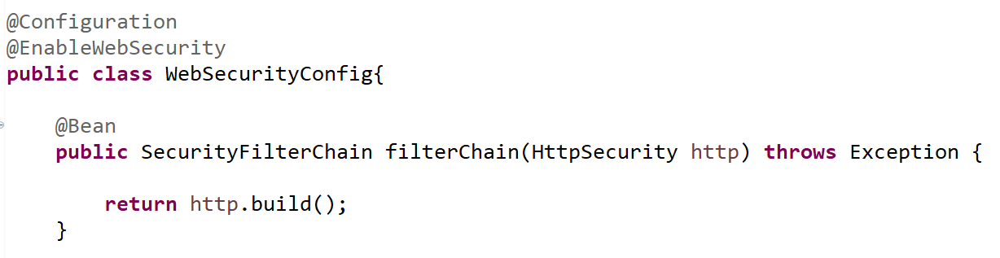 @Configuration
@EnableWebSecurity
public class WebSecurityConfig{
@Bean
public SecurityFilterChain filterChain(HttpSecurity http) throws Exception {
return http.build();
}